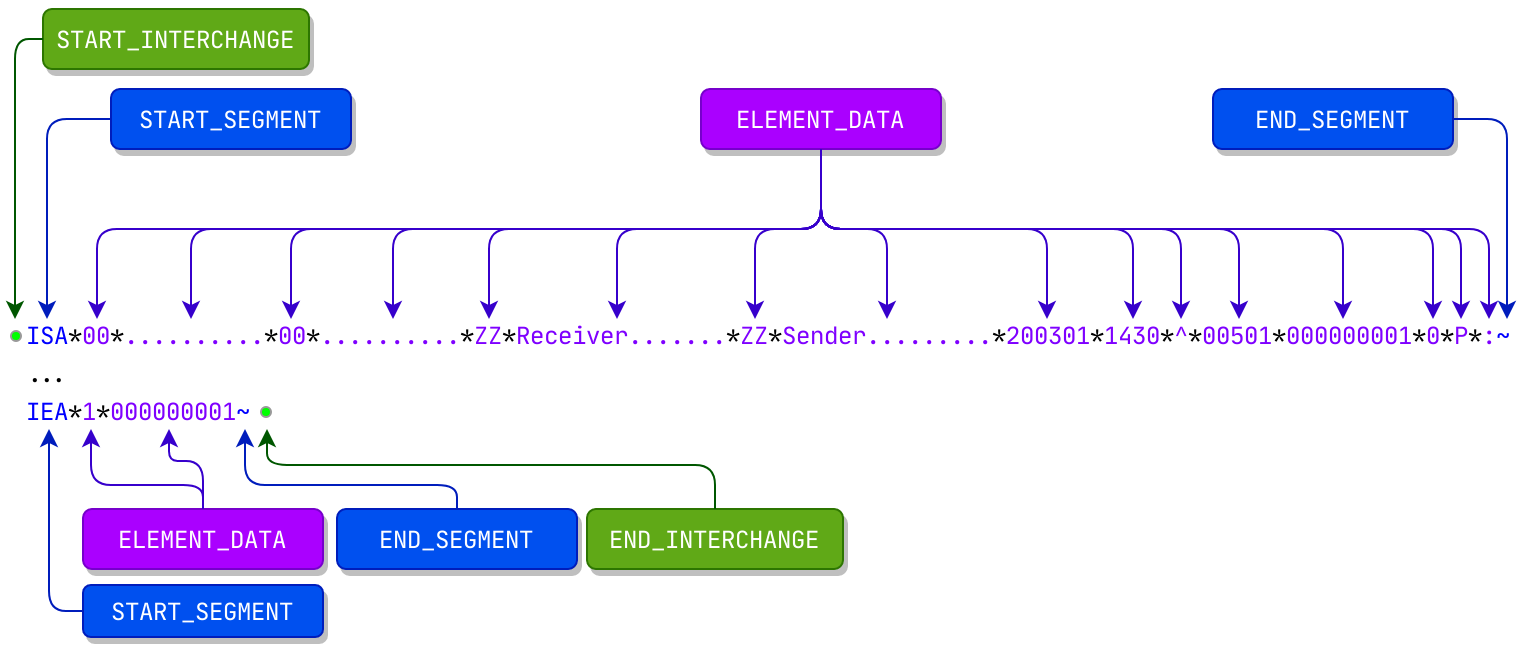 START_INTERCHANGE
START_SEGMENT
ELEMENT_DATA
END_SEGMENT
ISA*00*..........*00*..........*ZZ*Receiver.......*ZZ*Sender.........*200301*1430*^*00501*000000001*0*P*:~
...
IEA*1*000000001~
ELEMENT_DATA
END_SEGMENT
END_INTERCHANGE
START_SEGMENT